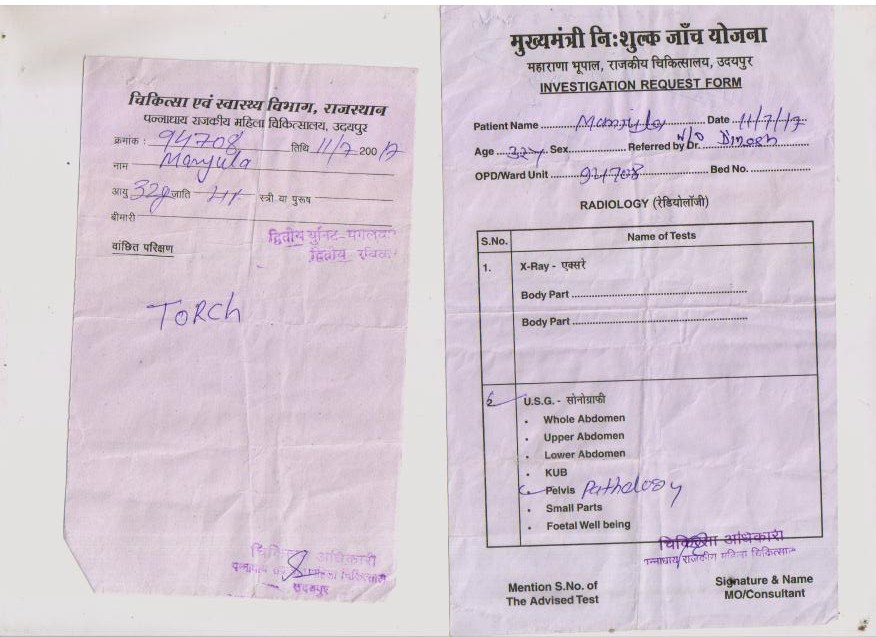 चिकित्सा एवं स्वास्थ्य विभाग, राजस्थान
पन्नाधाय राजकीय महिला चिकित्सालय, उदयपुर
क्रमांक : 94708 तिथि 11/7 2007
नाम Manjula
आयु 32y जाति स्त्री या पुरूष
बीमारी
द्वितीय यूनिट
द्वितीय
वांछित परिक्षण
TORCH
चिकित्सा अधिकारी
पन्नाधाय राजकीय महिला चिकित्सालय
उदयपुर
मुख्यमंत्री निःशुल्क जाँच योजना
महाराणा भूपाल, राजकीय चिकित्सालय, उदयपुर
INVESTIGATION REQUEST FORM
Patient Name Manjula Date 11/7/17
Age 32y Sex Referred by Dr. W/O Dinesh
OPD/Ward Unit 94708 Bed No.
RADIOLOGY (रेडियोलॉजी)
S.No. Name of Tests
1. X-Ray - एक्सरे
Body Part
Body Part
2. U.S.G. - सोनोग्राफी
• Whole Abdomen
• Upper Abdomen
• Lower Abdomen
• KUB
• Pelvis Pathology
• Small Parts
• Foetal Well being
चिकित्सा अधिकारी
पन्नाधाय राजकीय महिला चिकित्सा
Mention S.No. of
The Advised Test
Signature & Name
MO/Consultant